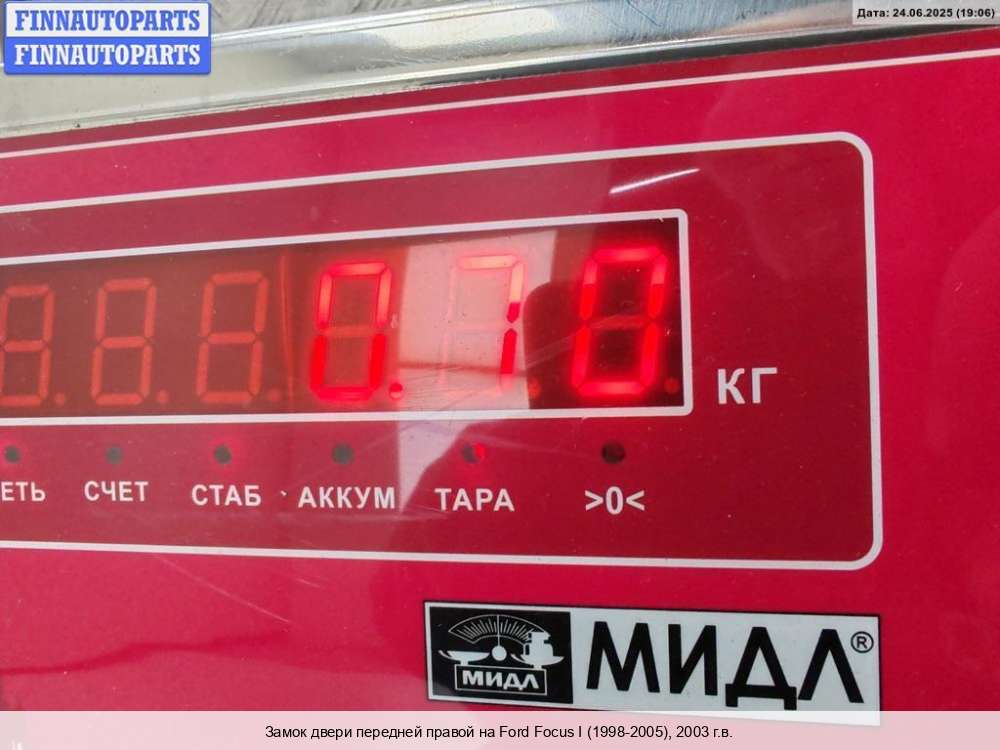 FINNAUTOPARTS
FINNAUTOPARTS
Дата: 24.06.2025 (19:06)
0.70
КГ
ЕТЬ СЧЕТ СТАБ АККУМ ТАРА >0<
МИДЛ
МИДЛ®
Замок двери передней правой на Ford Focus I (1998-2005), 2003 г.в.